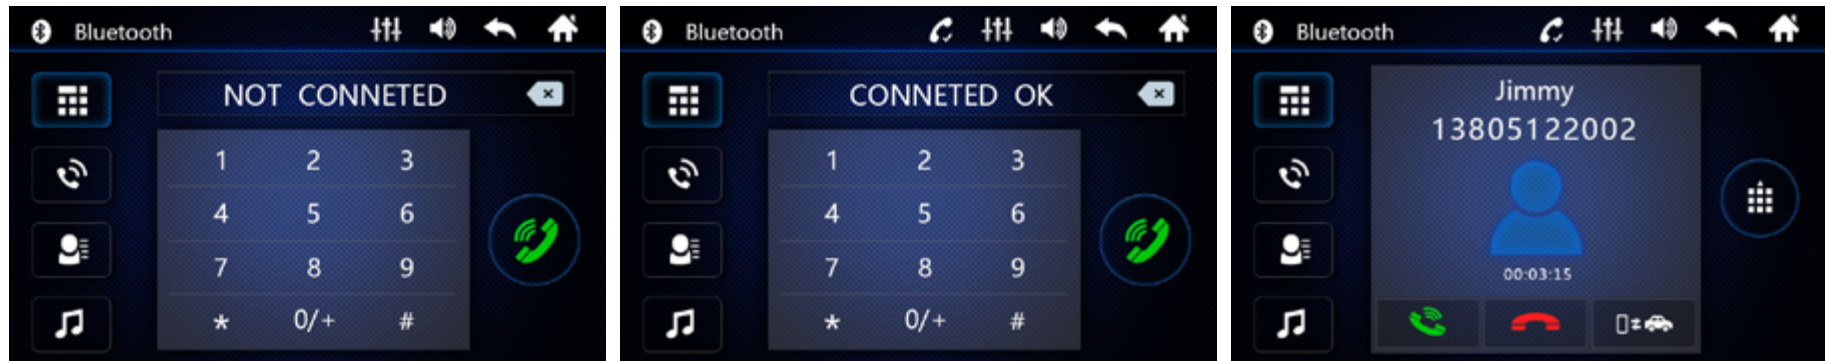 Bluetooth
NOT CONNETED
1 2 3
4 5 6
7 8 9
* 0/+ #
Bluetooth
CONNETED OK
1 2 3
4 5 6
7 8 9
* 0/+ #
Bluetooth
Jimmy
13805122002
00:03:15